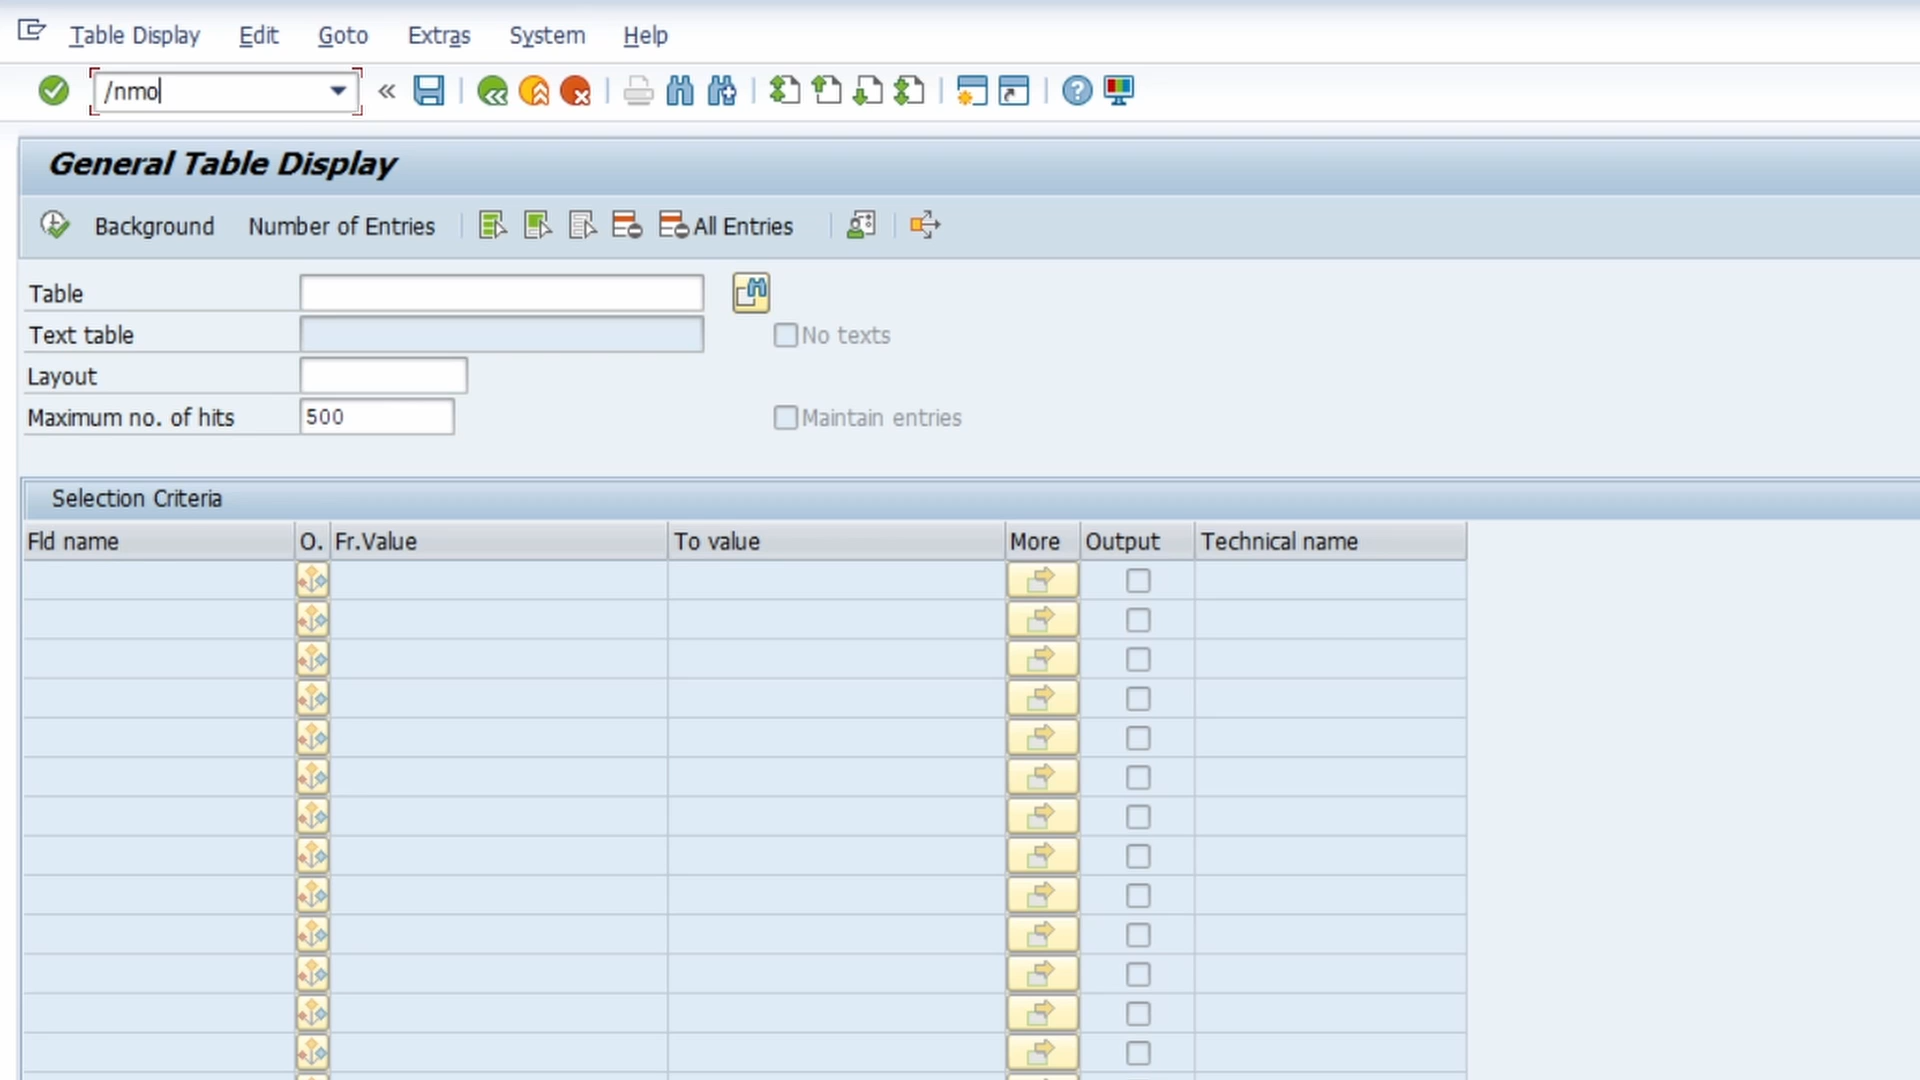 Table Display Edit Goto Extras System Help
/nmo
General Table Display
Background Number of Entries All Entries
Table
Text table No texts
Layout
Maximum no. of hits 500 Maintain entries
Selection Criteria
Fld name O. Fr.Value To value More Output Technical name